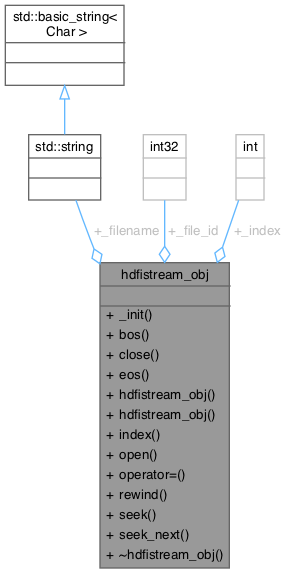 std::basic_string<
Char >
std::string
int32
int
+_filename
+_file_id
+_index
hdfistream_obj
+ _init()
+ bos()
+ close()
+ eos()
+ hdfistream_obj()
+ hdfistream_obj()
+ index()
+ open()
+ operator=()
+ rewind()
+ seek()
+ seek_next()
+ ~hdfistream_obj()